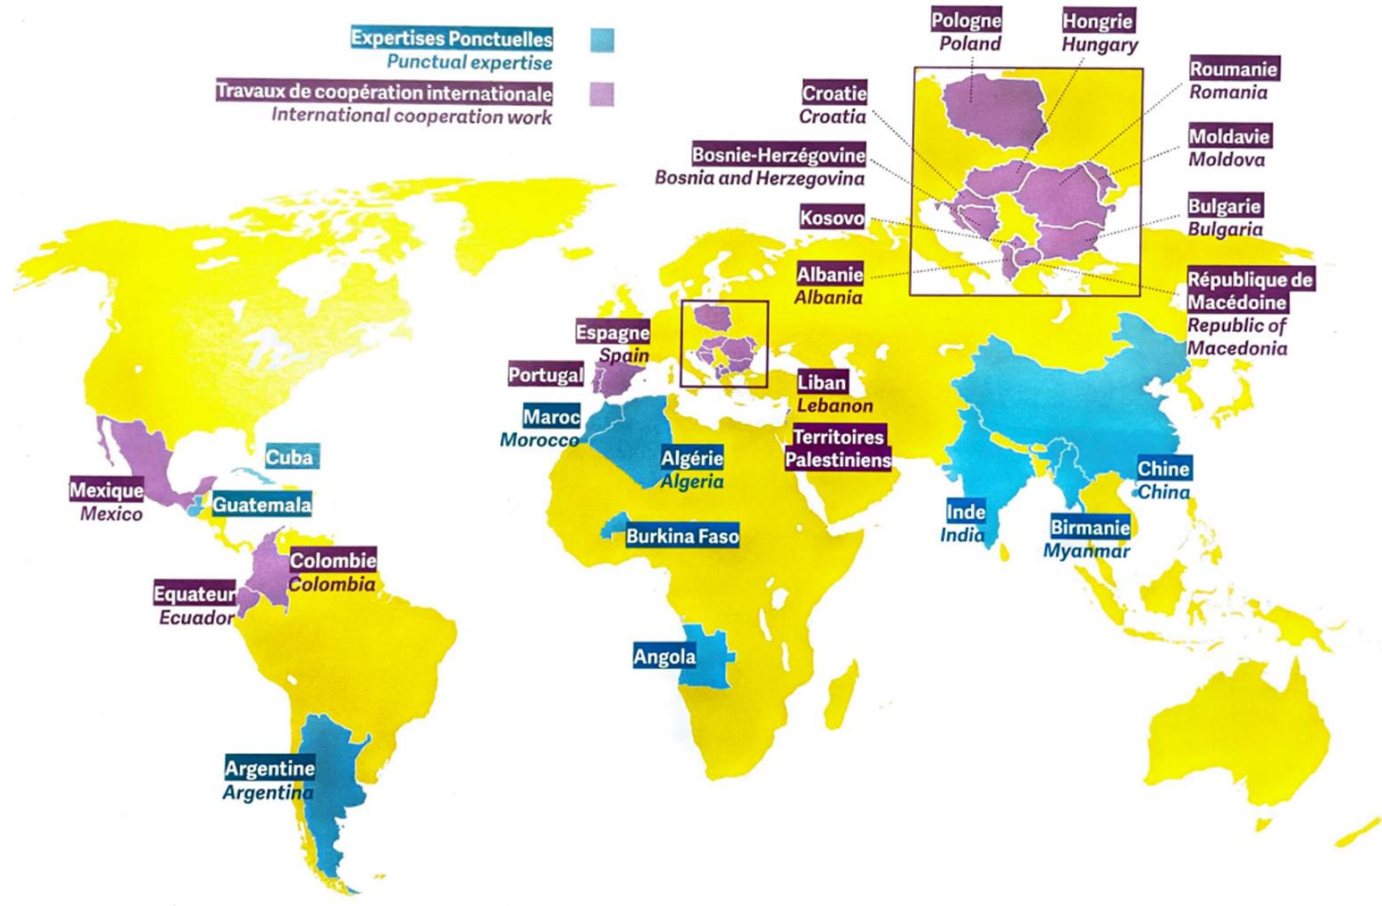 Expertises Ponctuelles
Punctual expertise
Travaux de coopération internationale
International cooperation work
Pologne
Poland
Hongrie
Hungary
Croatie
Croatia
Bosnie-Herzégovine
Bosnia and Herzegovina
Kosovo
Albanie
Albania
Roumanie
Romania
Moldavie
Moldova
Bulgarie
Bulgaria
République de
Macédoine
Republic of
Macedonia
Espagne
Spain
Portugal
Maroc
Morocco
Algérie
Algeria
Liban
Lebanon
Territoires
Palestiniens
Cuba
Mexique
Mexico
Guatemala
Colombie
Colombia
Equateur
Ecuador
Burkina Faso
Angola
Argentine
Argentina
Chine
China
Inde
India
Birmanie
Myanmar